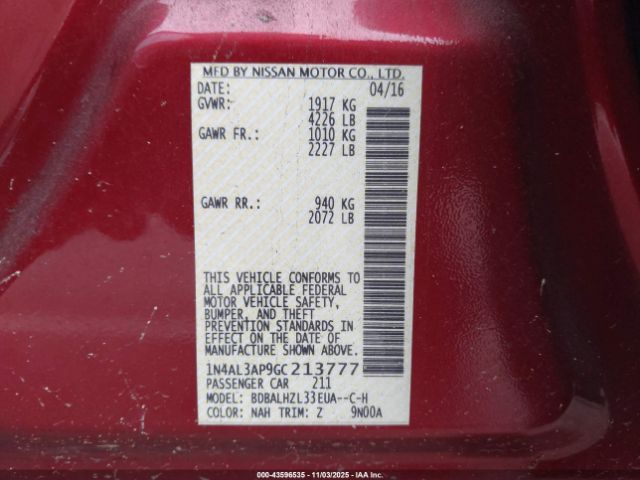 MFD BY NISSAN MOTOR CO., LTD.
DATE: 04/16
GVWR: 1917 KG
4226 LB
GAWR FR.: 1010 KG
2227 LB
GAWR RR.: 940 KG
2072 LB
THIS VEHICLE CONFORMS TO
ALL APPLICABLE FEDERAL
MOTOR VEHICLE SAFETY,
BUMPER, AND THEFT
PREVENTION STANDARDS IN
EFFECT ON THE DATE OF
MANUFACTURE SHOWN ABOVE.
1N4AL3AP9GC213777
PASSENGER CAR 211
MODEL: BDBALHZL33EUA--C-H
COLOR: NAH TRIM: Z 9N00A
000-43596535 - 11/03/2025 - IAA Inc.